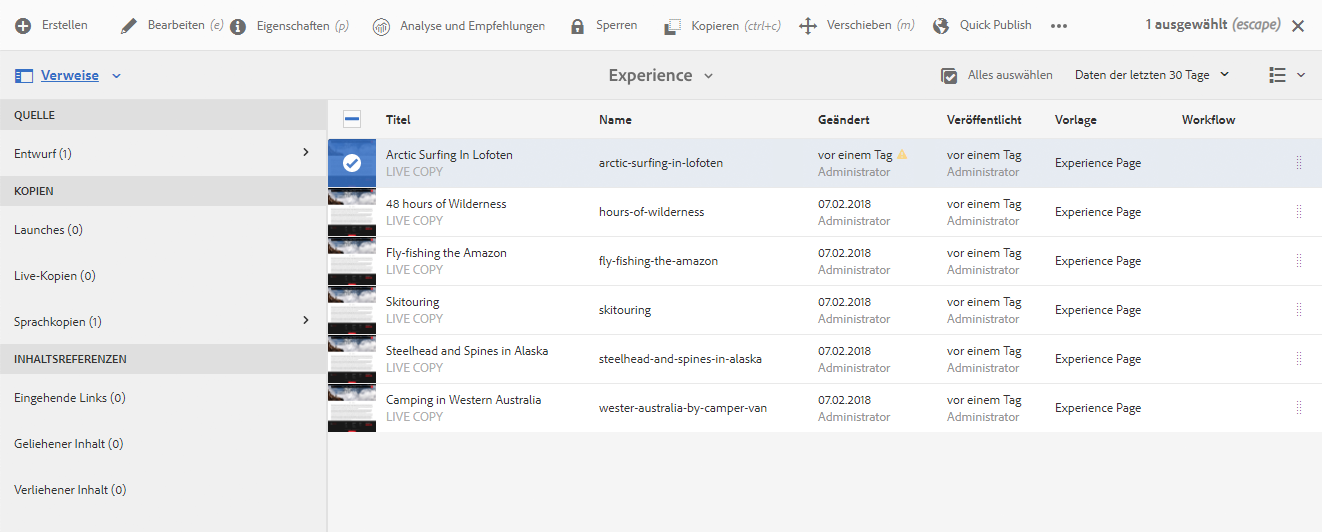 Erstellen Bearbeiten (e) Eigenschaften (p) Analyse und Empfehlungen Sperren Kopieren (ctrl+c) Verschieben (m) Quick Publish 1 ausgewählt (escape)
Verweise Experience Alles auswählen Daten der letzten 30 Tage
QUELLE
Entwurf (1)
KOPIEN
Launches (0)
Live-Kopien (0)
Sprachkopien (1)
INHALTSREFERENZEN
Eingehende Links (0)
Geliehener Inhalt (0)
Verliehener Inhalt (0)
Titel Name Geändert Veröffentlicht Vorlage Workflow
Arctic Surfing In Lofoten arctic-surfing-in-lofoten vor einem Tag vor einem Tag Experience Page
LIVE COPY Administrator Administrator
48 hours of Wilderness hours-of-wilderness 07.02.2018 vor einem Tag Experience Page
LIVE COPY Administrator Administrator
Fly-fishing the Amazon fly-fishing-the-amazon 07.02.2018 vor einem Tag Experience Page
LIVE COPY Administrator Administrator
Skitouring skitouring 07.02.2018 vor einem Tag Experience Page
LIVE COPY Administrator Administrator
Steelhead and Spines in Alaska steelhead-and-spines-in-alaska 07.02.2018 vor einem Tag Experience Page
LIVE COPY Administrator Administrator
Camping in Western Australia wester-australia-by-camper-van 07.02.2018 vor einem Tag Experience Page
LIVE COPY Administrator Administrator